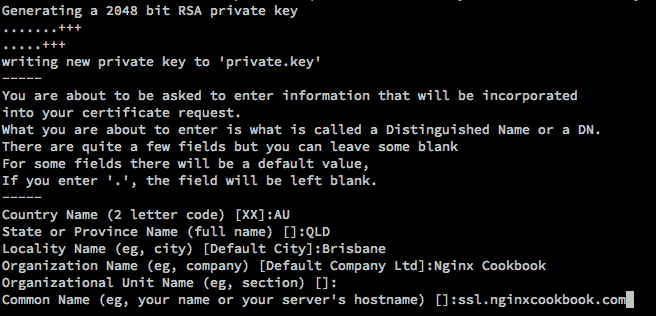 Generating a 2048 bit RSA private key
.......+++
.....+++
writing new private key to 'private.key'
-----
You are about to be asked to enter information that will be incorporated
into your certificate request.
What you are about to enter is what is called a Distinguished Name or a DN.
There are quite a few fields but you can leave some blank
For some fields there will be a default value,
If you enter '.', the field will be left blank.
-----
Country Name (2 letter code) [XX]:AU
State or Province Name (full name) []:QLD
Locality Name (eg, city) [Default City]:Brisbane
Organization Name (eg, company) [Default Company Ltd]:Nginx Cookbook
Organizational Unit Name (eg, section) []:
Common Name (eg, your name or your server's hostname) []:ssl.nginxcookbook.com